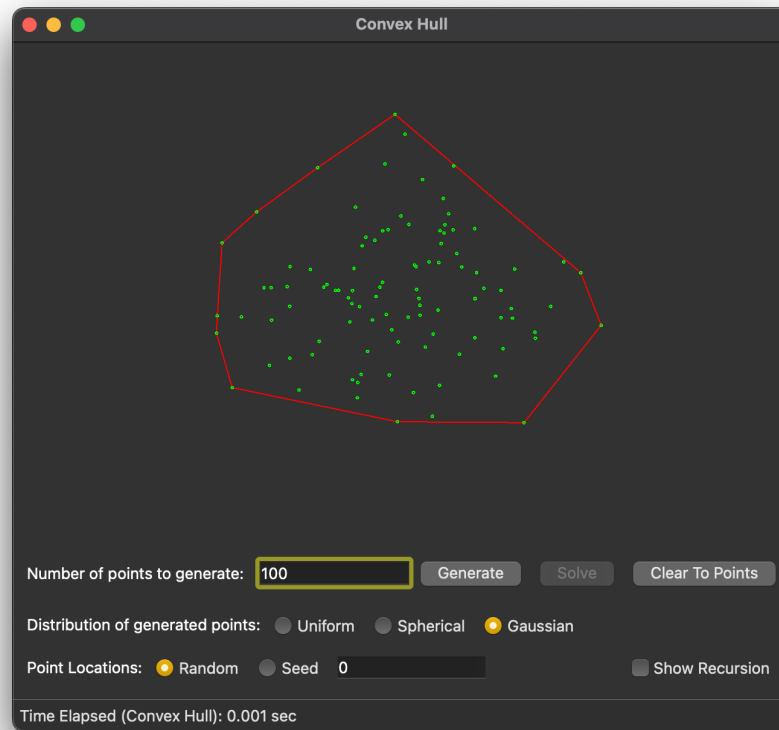 Convex Hull
Number of points to generate: 100 Generate Solve Clear To Points
Distribution of generated points: Uniform Spherical Gaussian
Point Locations: Random Seed 0 Show Recursion
Time Elapsed (Convex Hull): 0.001 sec